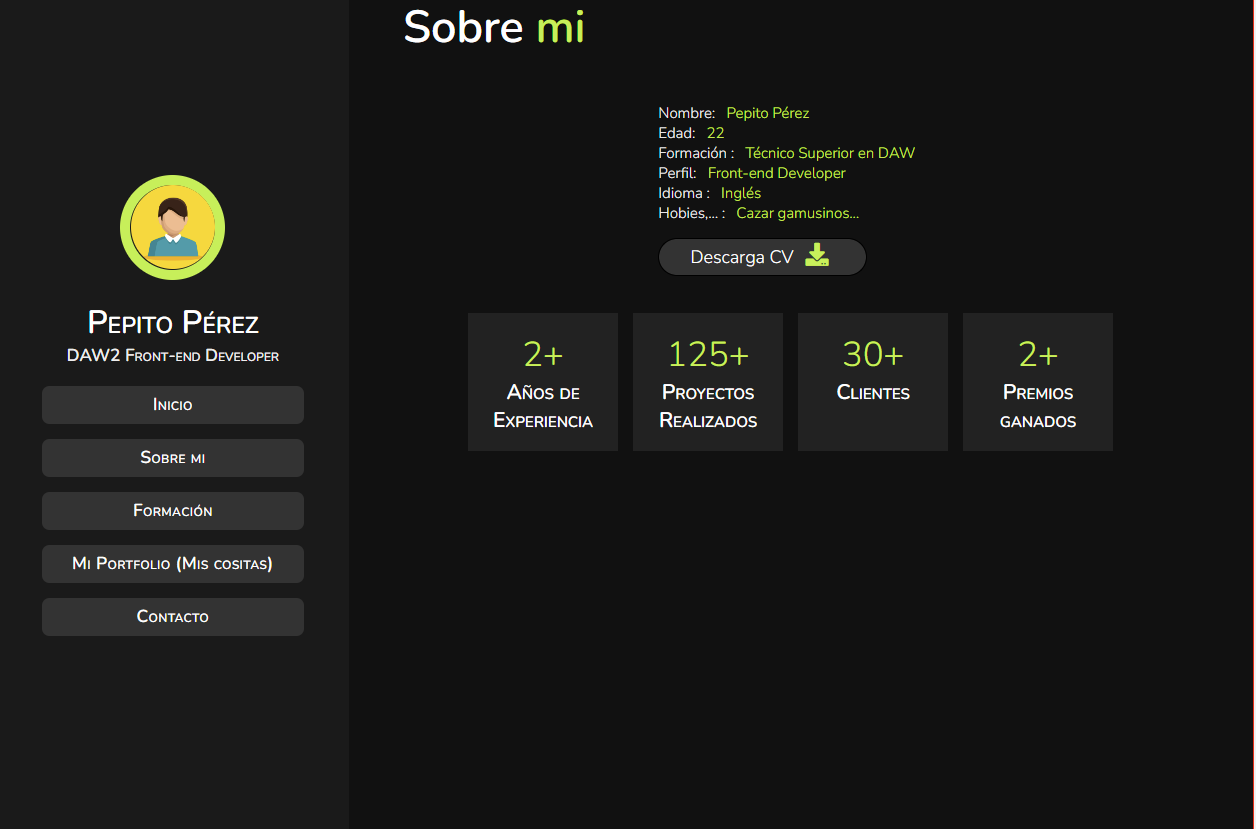 Pepito Pérez
DAW2 Front-end Developer
Inicio
Sobre mi
Formación
Mi Portfolio (Mis cositas)
Contacto
Sobre mi
Nombre: Pepito Pérez
Edad: 22
Formación : Técnico Superior en DAW
Perfil: Front-end Developer
Idioma : Inglés
Hobies,... : Cazar gamusinos...
Descarga CV
2+
Años de
Experiencia
125+
Proyectos
Realizados
30+
Clientes
2+
Premios
ganados